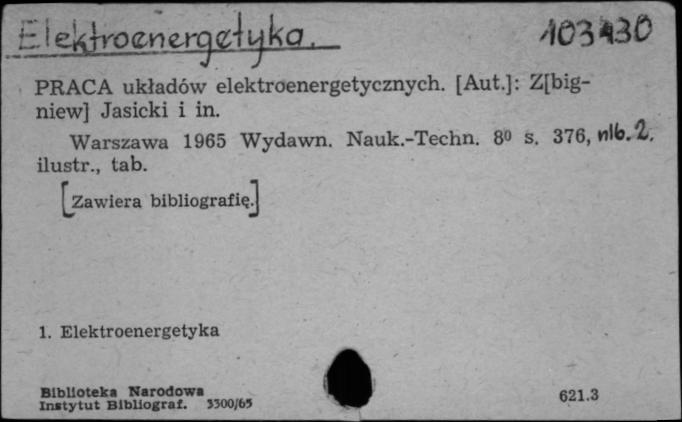 Elektroenergetyka.
PRACA układów elektroenergetycznych. [Aut.]: Z[big-
niew] Jasicki i in.
Warszawa 1965 Wydawn. Nauk.-Techn. 8⁰ s. 376, nlb. 2.
ilustr., tab.
[Zawiera bibliografię.]
1. Elektroenergetyka
Biblioteka Narodowa
Instytut Bibliograf. 3300/65
621.3